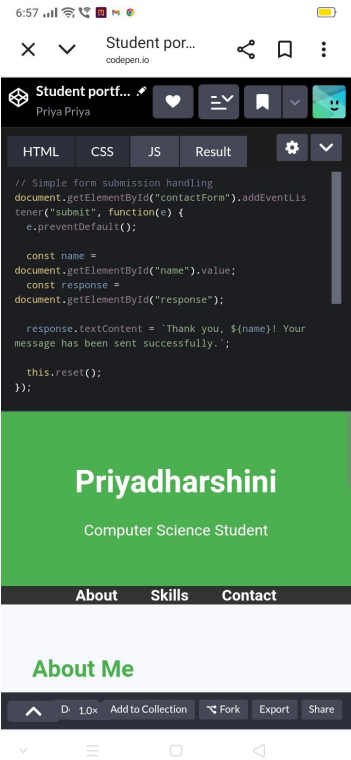 6:57
Student por...
codepen.io
Student portf...
Priya Priya
HTML CSS JS Result
// Simple form submission handling
document.getElementById("contactForm").addEventLis
tener("submit", function(e) {
e.preventDefault();
const name =
document.getElementById("name").value;
const response =
document.getElementById("response");
response.textContent = `Thank you, ${name}! Your
message has been sent successfully.`;
this.reset();
});
Priyadharshini
Computer Science Student
About Skills Contact
About Me
1.0× Add to Collection Fork Export Share